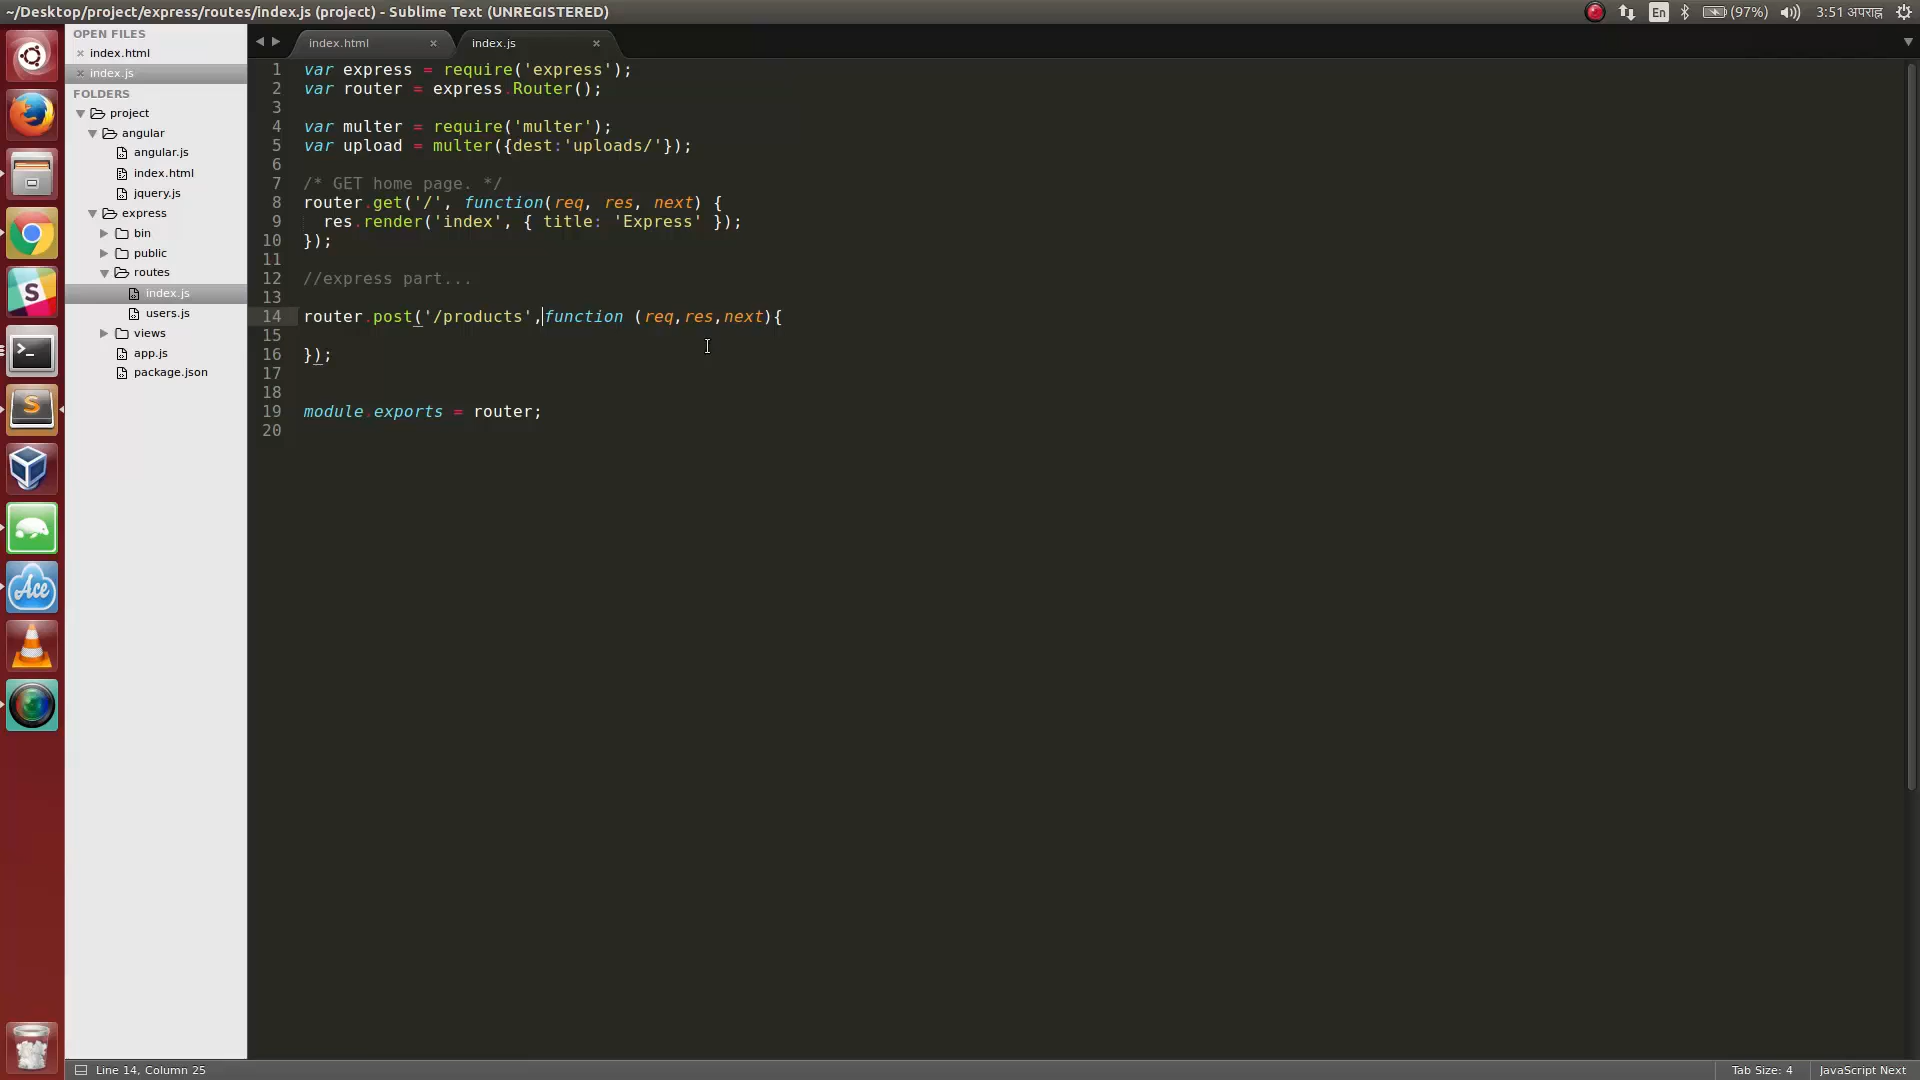 ~/Desktop/project/express/routes/index.js (project) - Sublime Text (UNREGISTERED)
En
(97%)
3:51 अपराह्न
OPEN FILES
index.html
index.js
FOLDERS
project
angular
angular.js
index.html
jquery.js
express
bin
public
routes
index.js
users.js
views
app.js
package.json
index.html
index.js
1 var express = require('express');
2 var router = express.Router();
3
4 var multer = require('multer');
5 var upload = multer({dest:'uploads/'});
6
7 /* GET home page. */
8 router.get('/', function(req, res, next) {
9 res.render('index', { title: 'Express' });
10 });
11
12 //express part...
13
14 router.post('/products',function (req,res,next){
15
16 });
17
18
19 module.exports = router;
20
S
Ace
Line 14, Column 25
Tab Size: 4
JavaScript Next